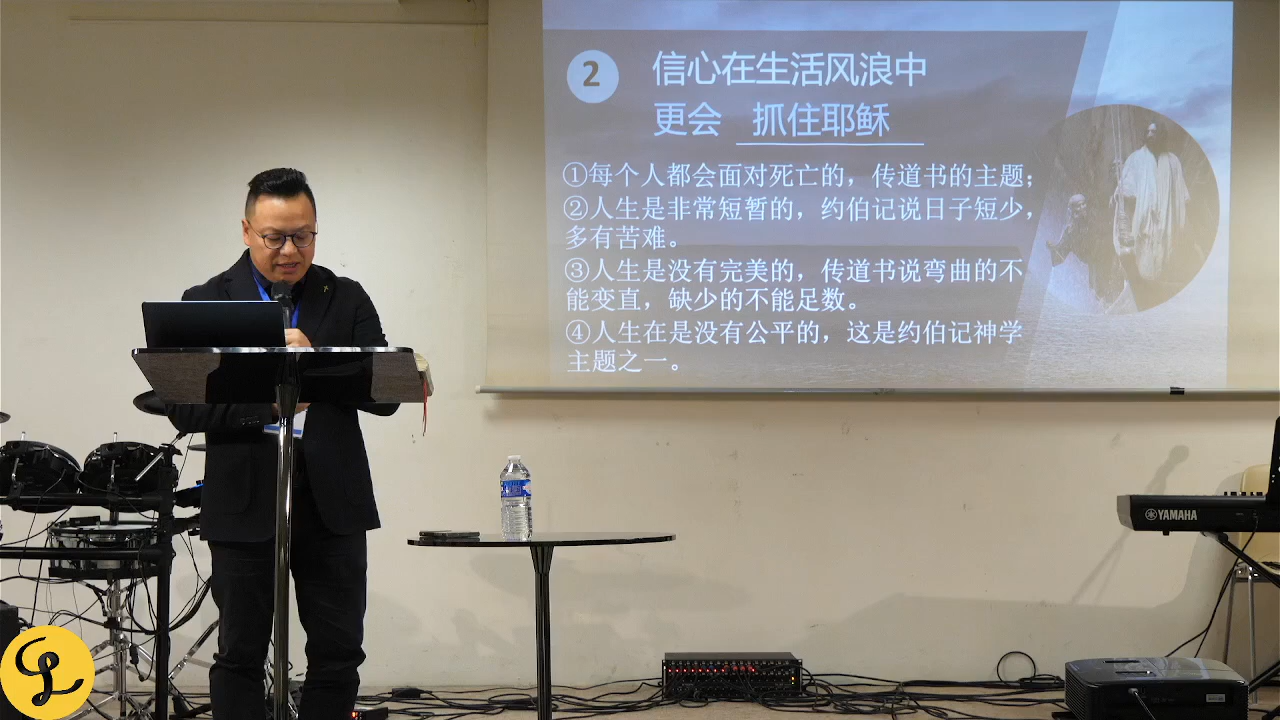 2
信心在生活风浪中
更会 抓住耶稣
①每个人都会面对死亡的，传道书的主题；
②人生是非常短暂的，约伯记说日子短少，
多有苦难。
③人生是没有完美的，传道书说弯曲的不
能变直，缺少的不能足数。
④人生在是没有公平的，这是约伯记神学
主题之一。
YAMAHA